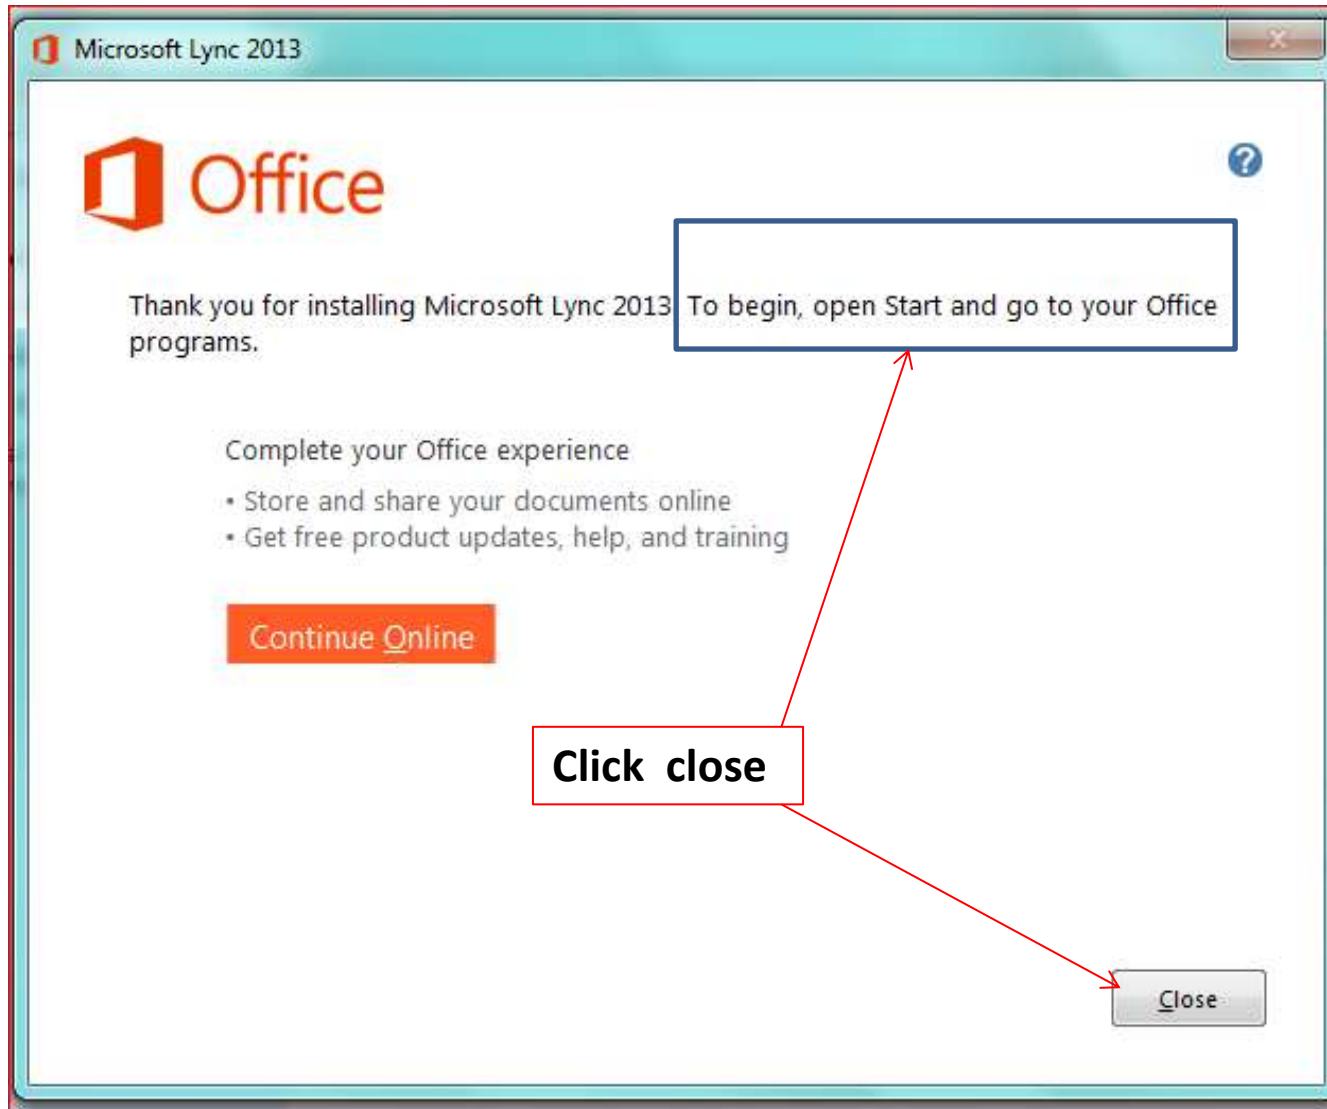 Microsoft Lync 2013
Office
Thank you for installing Microsoft Lync 2013. To begin, open Start and go to your Office
programs.
Complete your Office experience
• Store and share your documents online
• Get free product updates, help, and training
Continue Online
Click close
Close